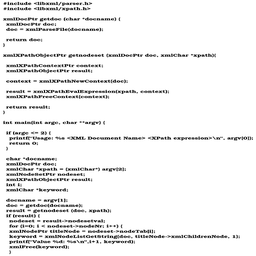 #include <libxml/parser.h>
#include <libxml/xpath.h>

xmlDocPtr getdoc (char *docname) {
xmlDocPtr doc;
doc = xmlParseFile(docname);

return doc;
}

xmlXPathObjectPtr getnodeset (xmlDocPtr doc, xmlChar *xpath){

xmlXPathContextPtr context;
xmlXPathObjectPtr result;

context = xmlXPathNewContext(doc);

result = xmlXPathEvalExpression(xpath, context);
xmlXPathFreeContext(context);

return result;
}

int main(int argc, char **argv) {

if (argc <= 2) {
printf("Usage: %s <XML Document Name> <XPath expression>\n", argv[0]);
return 0;
}

char *docname;
xmlDocPtr doc;
xmlChar *xpath = (xmlChar*) argv[2];
xmlNodeSetPtr nodeset;
xmlXPathObjectPtr result;
int i;
xmlChar *keyword;

docname = argv[1];
doc = getdoc(docname);
result = getnodeset (doc, xpath);
if (result) {
nodeset = result->nodesetval;
for (i=0; i < nodeset->nodeNr; i++) {
xmlNodePtr titleNode = nodeset->nodeTab[i];
keyword = xmlNodeListGetString(doc, titleNode->xmlChildrenNode, 1);
printf("Value %d: %s\n",i+1, keyword);
xmlFree(keyword);
}